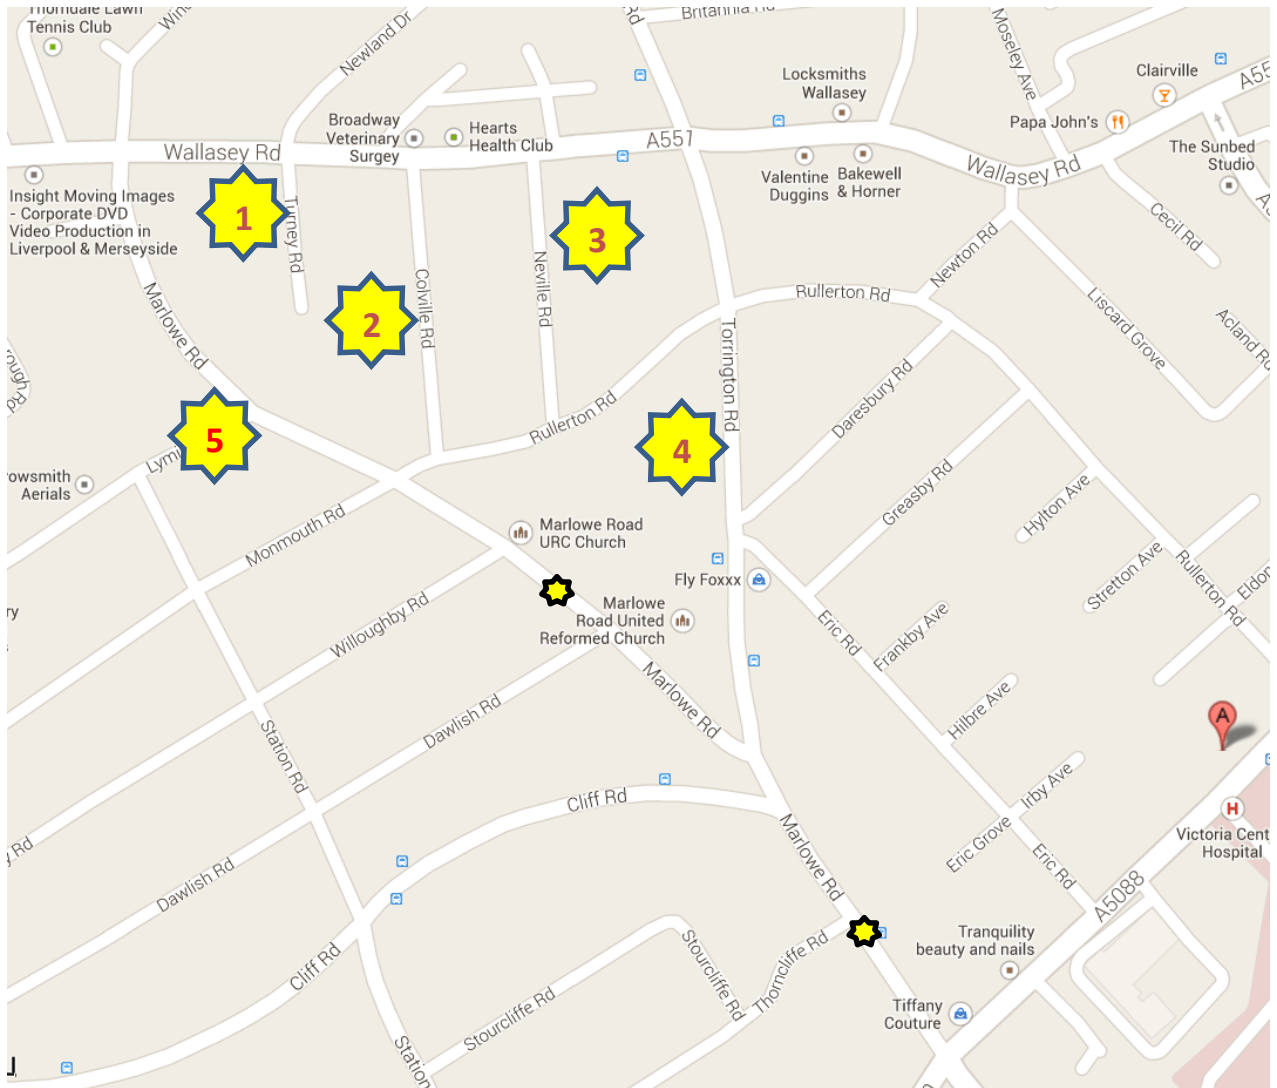 Thorndale Lawn
Tennis Club
Newland Dr
Rd
Britannia Rd
Moseley Ave
Locksmiths
Wallasey
Clairville
Papa John's
The Sunbed
Studio
Broadway
Veterinary
Surgey
Hearts
Health Club
Wallasey Rd
A551
Valentine
Duggins
Bakewell
& Horner
Wallasey Rd
Cecil Rd
Insight Moving Images
- Corporate DVD
Video Production in
Liverpool & Merseyside
1
Turney Rd
2
Colville Rd
Neville Rd
3
Newton Rd
Rullerton Rd
Liscard Grove
Acland Rd
Marlowe Rd
Torrington Rd
Daresbury Rd
Rullerton Rd
4
5
Greasby Rd
Hylton Ave
Stretton Ave
Rullerton Rd
Monmouth Rd
Marlowe Road
URC Church
Fly Foxxx
Marlowe
Road United
Reformed Church
Willoughby Rd
Eric Rd
Frankby Ave
Marlowe Rd
Hilbre Ave
Dawlish Rd
Station Rd
A
Irby Ave
Cliff Rd
Marlowe Rd
Eric Grove
Eric Rd
H
Victoria Cent
Hospital
Dawlish Rd
A5088
Tranquility
beauty and nails
Cliff Rd
Stourcliffe Rd
Thorncliffe Rd
Stourcliffe Rd
Tiffany
Couture
Station